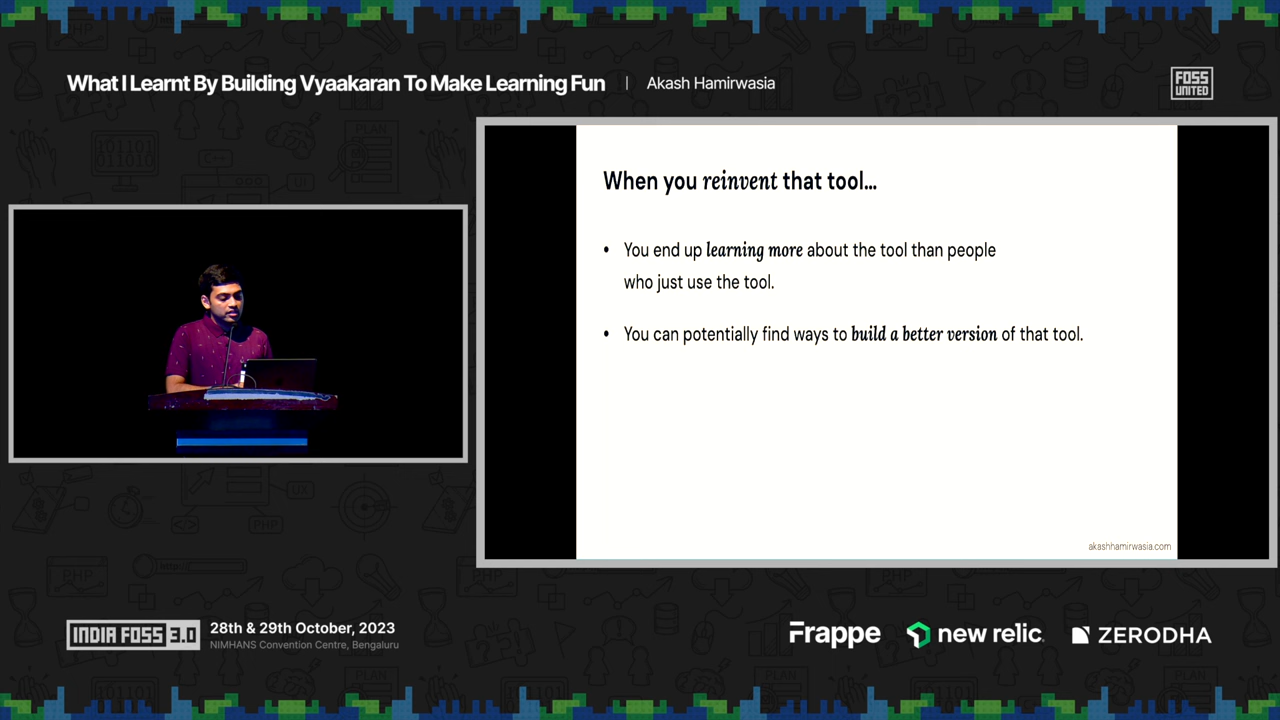 What I Learnt By Building Vyaakaran To Make Learning Fun | Akash Hamirwasia
FOSS
UNITED
When you reinvent that tool...
• You end up learning more about the tool than people
who just use the tool.
• You can potentially find ways to build a better version of that tool.
akashhamirwasia.com
INDIA FOSS 3.0
28th & 29th October, 2023
NIMHANS Convention Centre, Bengaluru
Frappe
new relic
ZERODHA